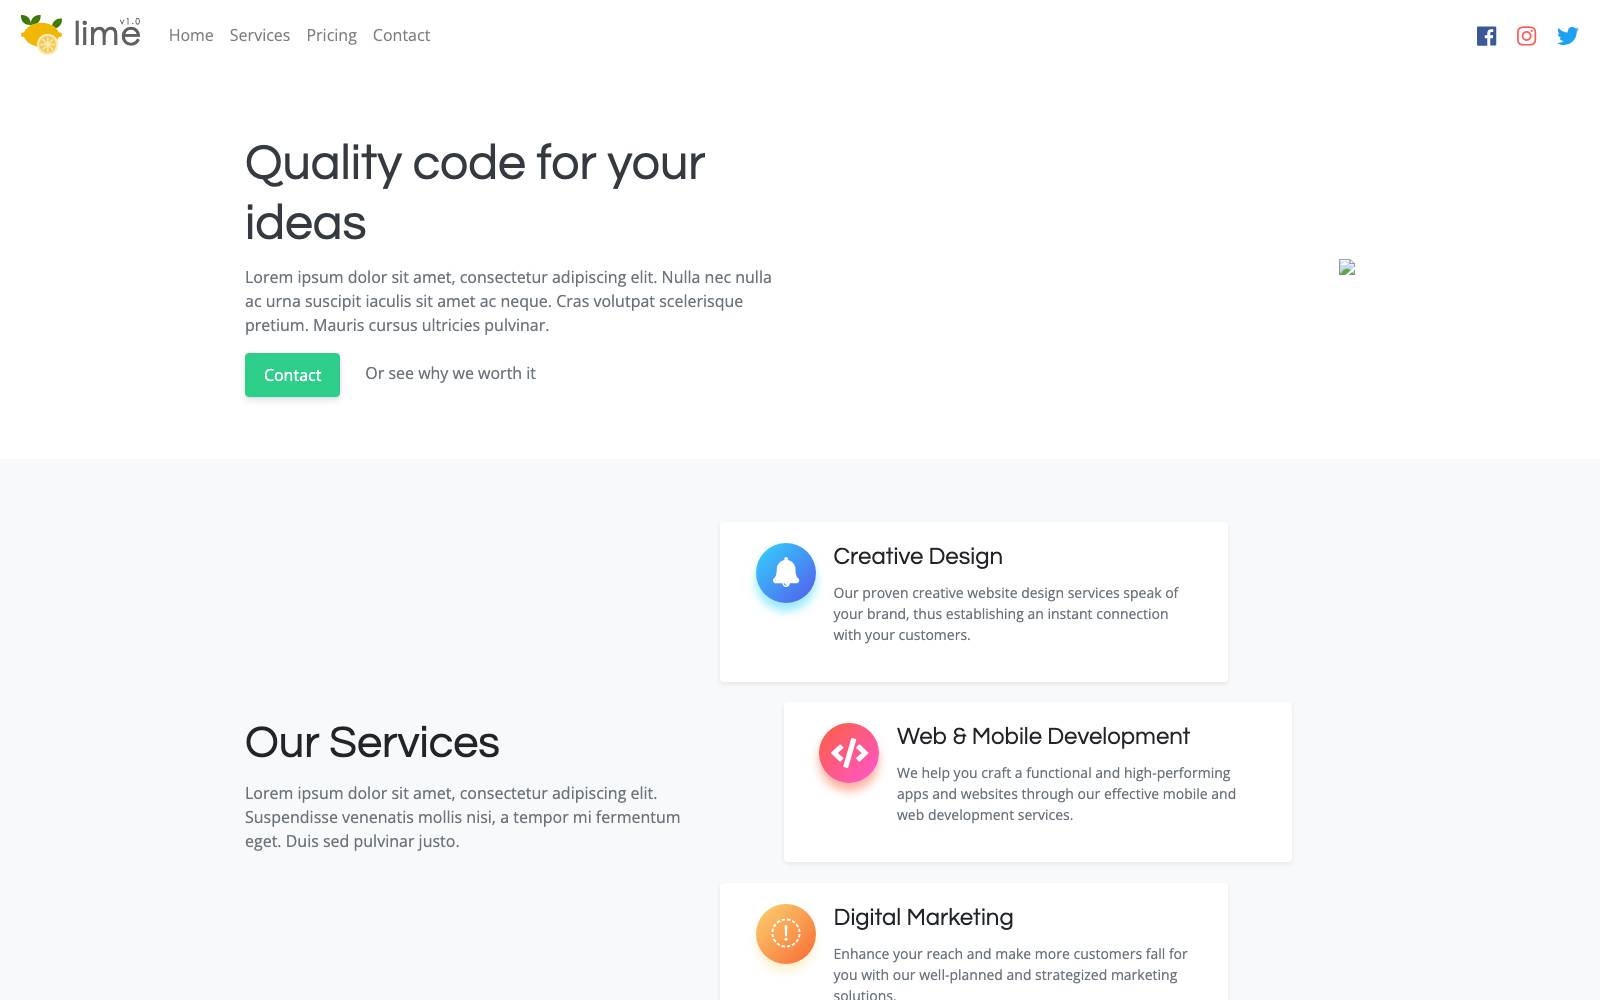 lime
v1.0
Home Services Pricing Contact
Quality code for your
ideas
Lorem ipsum dolor sit amet, consectetur adipiscing elit. Nulla nec nulla
ac urna suscipit iaculis sit amet ac neque. Cras volutpat scelerisque
pretium. Mauris cursus ultricies pulvinar.
Contact
Or see why we worth it
Our Services
Lorem ipsum dolor sit amet, consectetur adipiscing elit.
Suspendisse venenatis mollis nisi, a tempor mi fermentum
eget. Duis sed pulvinar justo.
Creative Design
Our proven creative website design services speak of
your brand, thus establishing an instant connection
with your customers.
Web & Mobile Development
We help you craft a functional and high-performing
apps and websites through our effective mobile and
web development services.
Digital Marketing
Enhance your reach and make more customers fall for
you with our well-planned and strategized marketing
solutions.